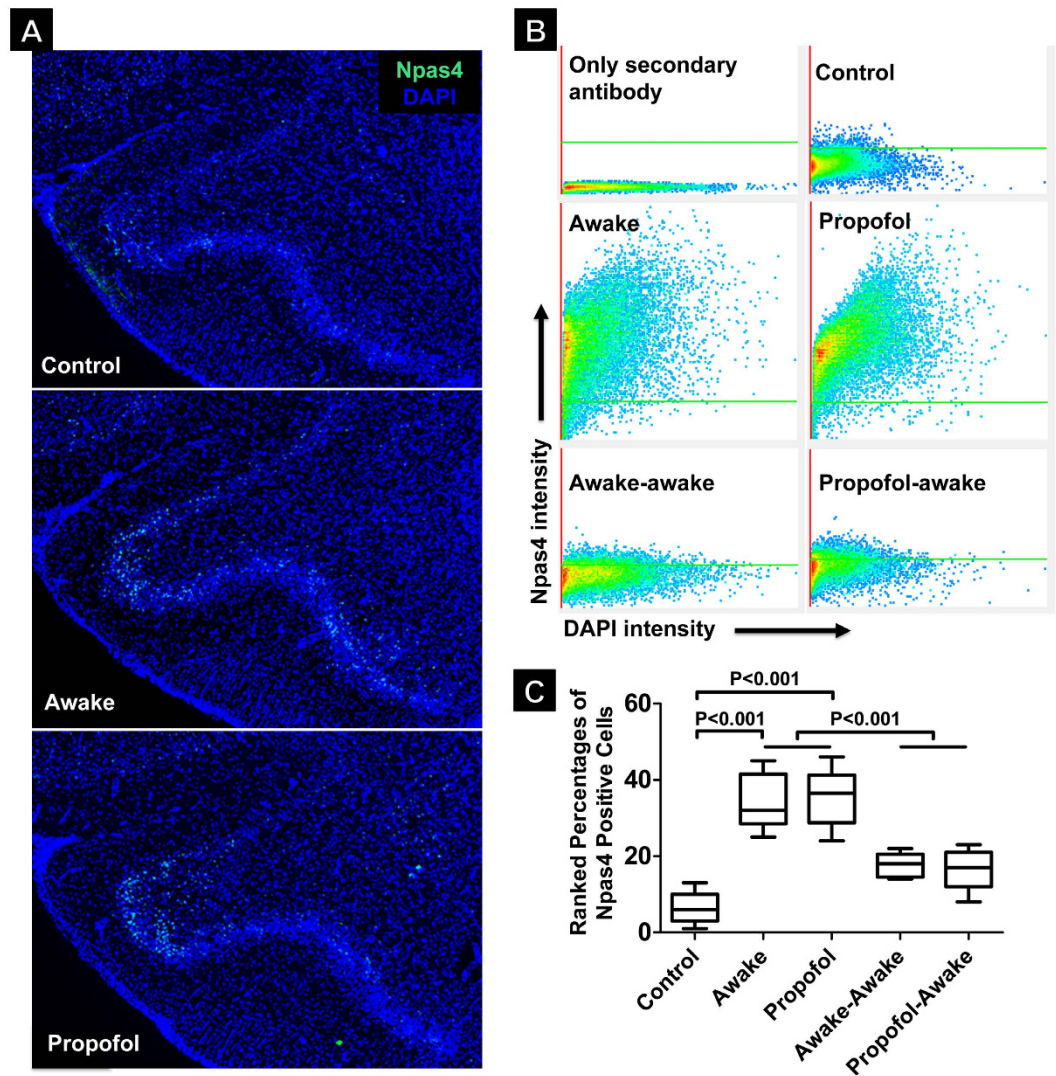 A
Npas4
DAPI
Control
Awake
Propofol
B
Only secondary
antibody
Control
Awake
Propofol
Awake-awake
Propofol-awake
Npas4 intensity
DAPI intensity
C
Ranked Percentages of
Npas4 Positive Cells
60
40
20
0
P<0.001
P<0.001
P<0.001
Control
Awake
Propofol
Awake-Awake
Propofol-Awake